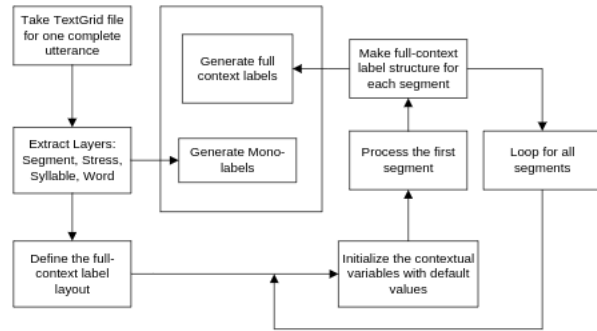 Take TextGrid file
for one complete
utterance
Generate full
context labels
Make full-context
label structure for
each segment
Extract Layers:
Segment, Stress,
Syllable, Word
Generate Mono-
labels
Process the first
segment
Loop for all
segments
Define the full-
context label
layout
Initialize the contextual
variables with default
values